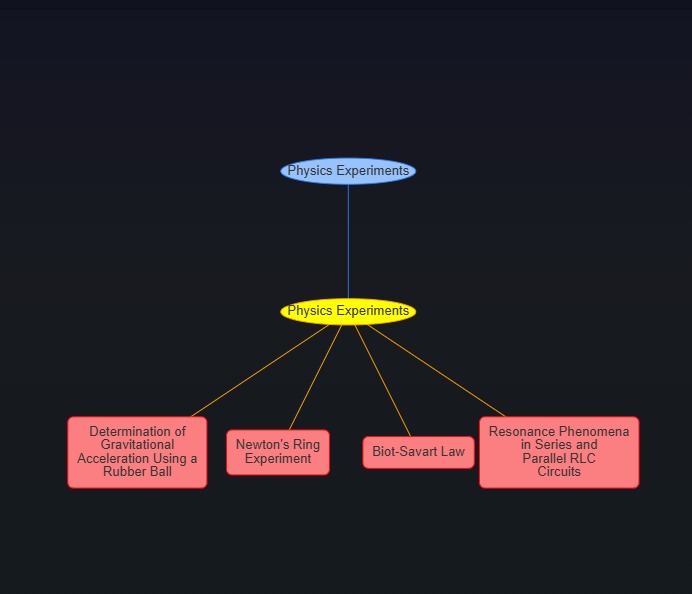 Physics Experiments
Physics Experiments
Determination of
Gravitational
Acceleration Using a
Rubber Ball
Newton's Ring
Experiment
Biot-Savart Law
Resonance Phenomena
in Series and
Parallel RLC
Circuits